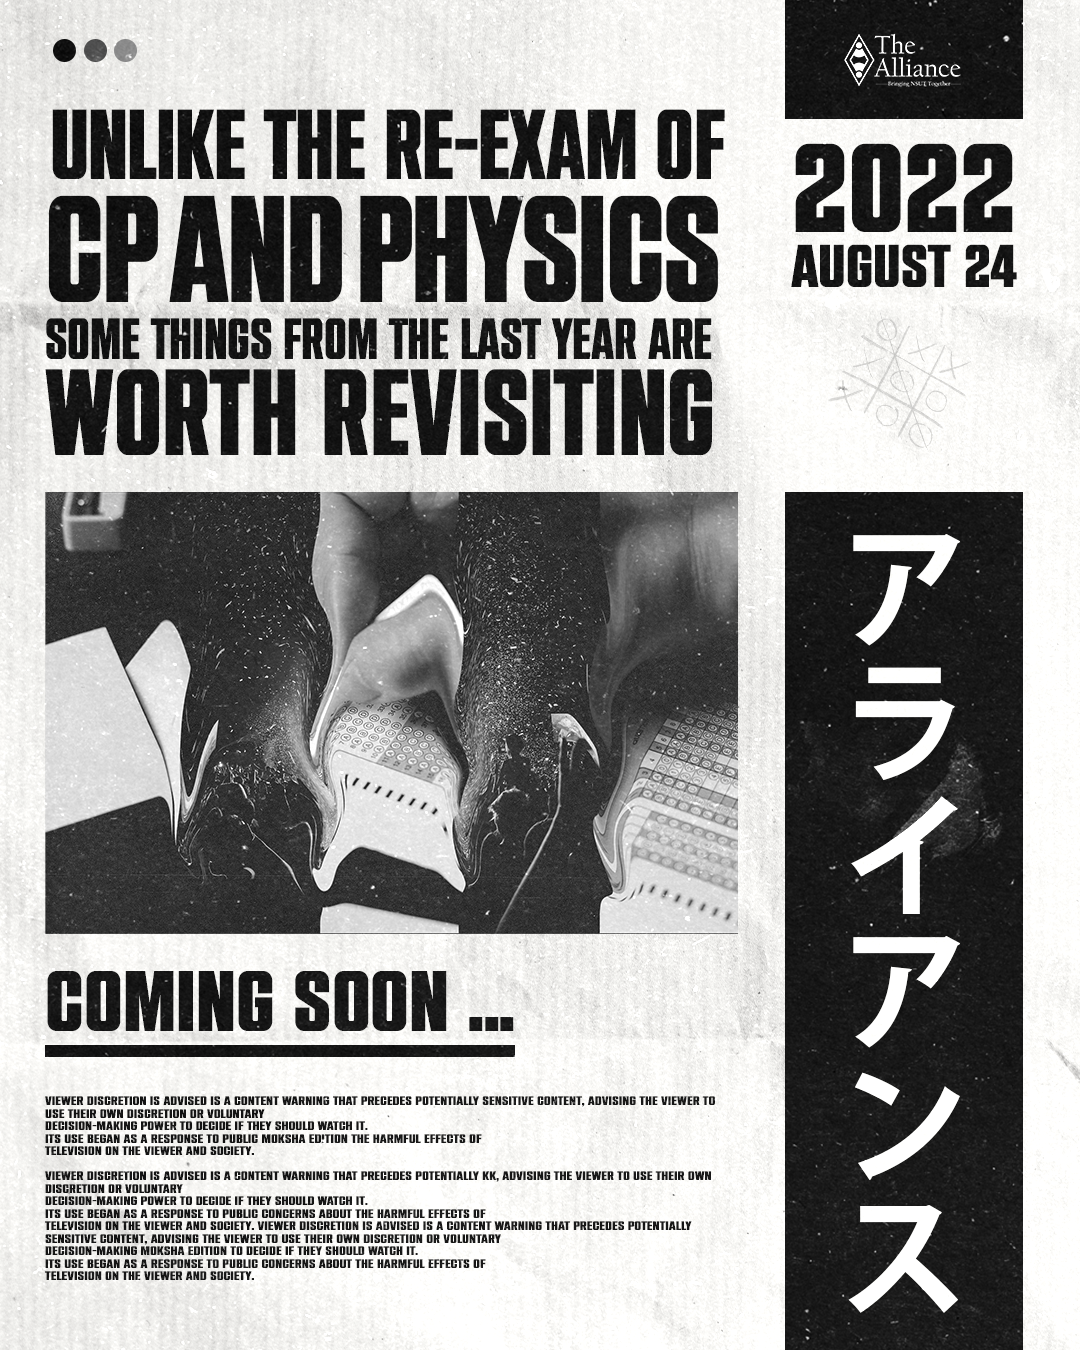 The
Alliance
Bringing NSUT Together
UNLIKE THE RE-EXAM OF
CP AND PHYSICS
SOME THINGS FROM THE LAST YEAR ARE
WORTH REVISITING
2022
AUGUST 24
アライアンス
COMING SOON ...
VIEWER DISCRETION IS ADVISED IS A CONTENT WARNING THAT PRECEDES POTENTIALLY SENSITIVE CONTENT, ADVISING THE VIEWER TO
USE THEIR OWN DISCRETION OR VOLUNTARY
DECISION-MAKING POWER TO DECIDE IF THEY SHOULD WATCH IT.
ITS USE BEGAN AS A RESPONSE TO PUBLIC MOKSHA EDITION THE HARMFUL EFFECTS OF
TELEVISION ON THE VIEWER AND SOCIETY.
VIEWER DISCRETION IS ADVISED IS A CONTENT WARNING THAT PRECEDES POTENTIALLY KK, ADVISING THE VIEWER TO USE THEIR OWN
DISCRETION OR VOLUNTARY
DECISION-MAKING POWER TO DECIDE IF THEY SHOULD WATCH IT.
ITS USE BEGAN AS A RESPONSE TO PUBLIC CONCERNS ABOUT THE HARMFUL EFFECTS OF
TELEVISION ON THE VIEWER AND SOCIETY. VIEWER DISCRETION IS ADVISED IS A CONTENT WARNING THAT PRECEDES POTENTIALLY
SENSITIVE CONTENT, ADVISING THE VIEWER TO USE THEIR OWN DISCRETION OR VOLUNTARY
DECISION-MAKING MOKSHA EDITION TO DECIDE IF THEY SHOULD WATCH IT.
ITS USE BEGAN AS A RESPONSE TO PUBLIC CONCERNS ABOUT THE HARMFUL EFFECTS OF
TELEVISION ON THE VIEWER AND SOCIETY.